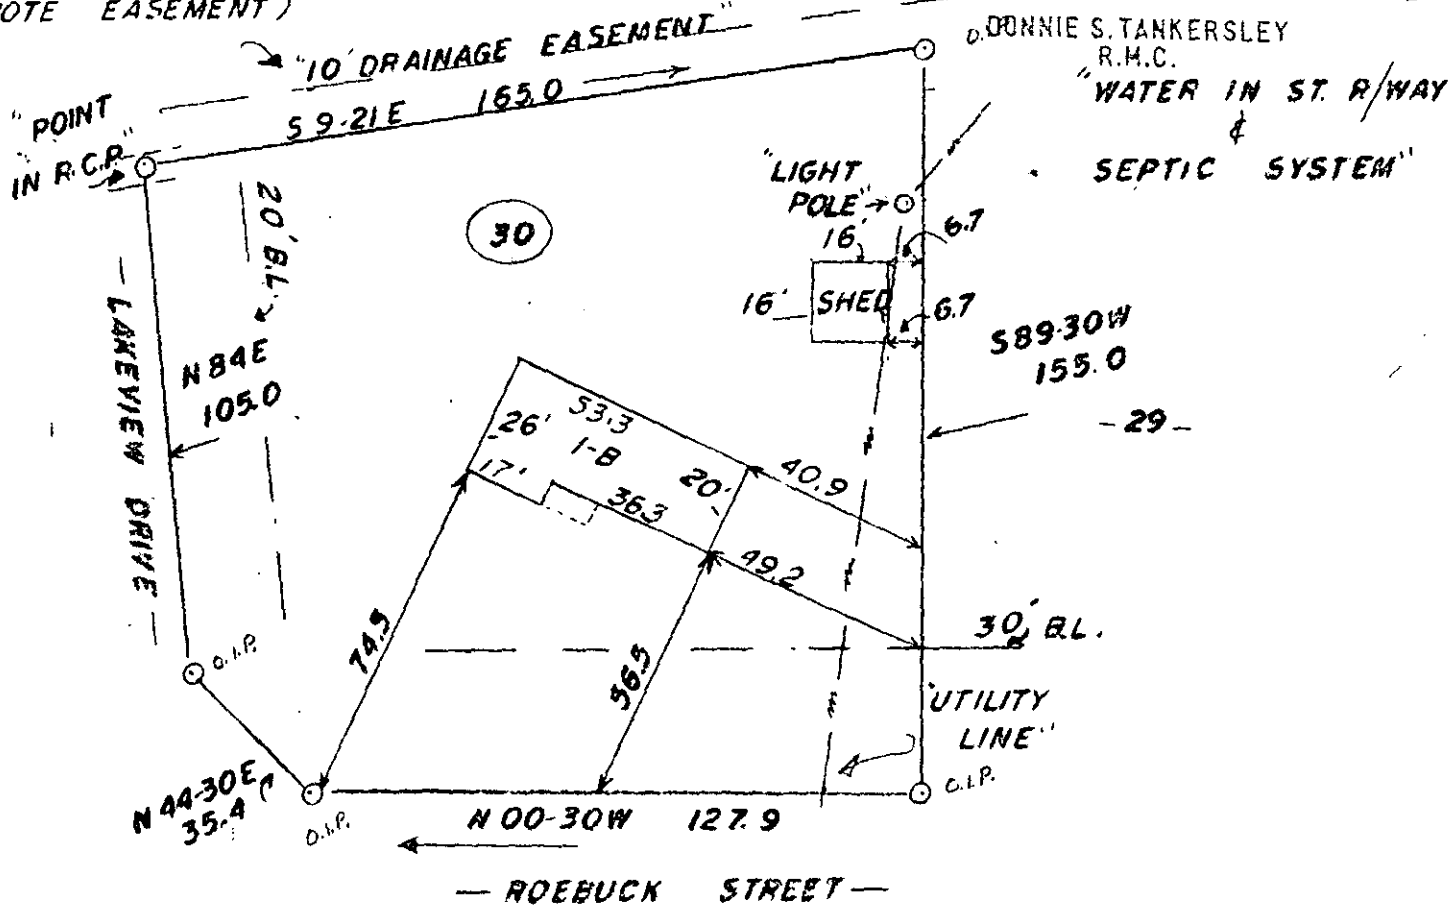 OTE EASEMENT)
"10' DRAINAGE EASEMENT"
O. DONNIE S. TANKERSLEY
R.M.C.
"WATER IN ST. R/WAY
&
SEPTIC SYSTEM"
"POINT
IN R.C.P."
S 9-21 E 165.0
20' B.L.
30
"LIGHT
POLE"
16'
6.7
16' SHED
6.7
S 89-30 W
155.0
- 29 -
N 84 E
105.0
— LAKEVIEW DRIVE —
53.3
26' 1-B
17' 20'
36.3
40.9
49.2
74.5
56.5
30' B.L.
O.I.P.
"UTILITY
LINE"
N 44-30 E
35.4
O.I.P.
O.I.P.
N 00-30 W 127.9
— ROEBUCK STREET —